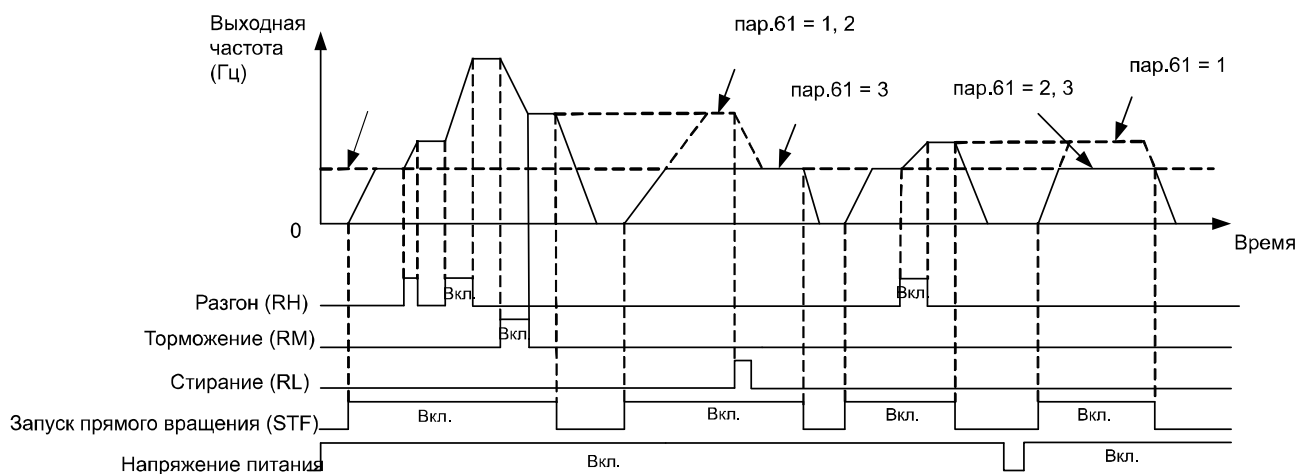 Выходная
частота
(Гц)
пар.61 = 1, 2
пар.61 = 3
пар.61 = 2, 3
пар.61 = 1
0
Время
Разгон (RH)
Вкл.
Вкл.
Торможение (RM)
Вкл.
Стирание (RL)
Запуск прямого вращения (STF)
Вкл.
Вкл.
Вкл.
Вкл.
Напряжение питания
Вкл.
Вкл.